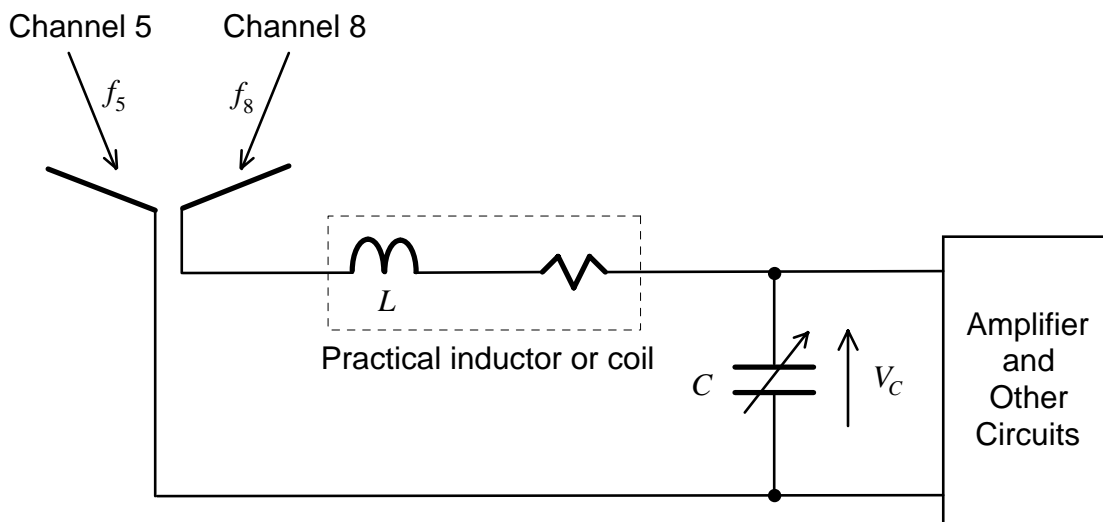 Channel 5
Channel 8
f5
f8
L
Practical inductor or coil
C
VC
Amplifier
and
Other
Circuits